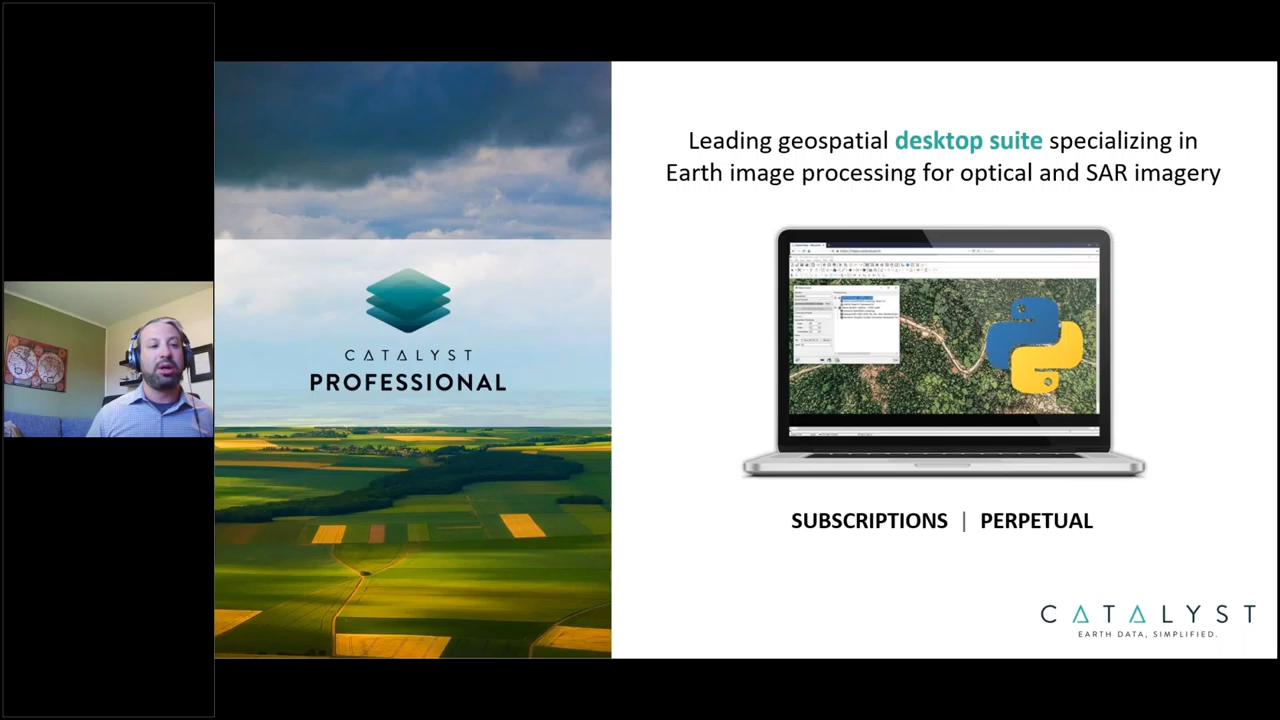 Leading geospatial desktop suite specializing in
Earth image processing for optical and SAR imagery
CATALYST
PROFESSIONAL
SUBSCRIPTIONS | PERPETUAL
CATALYST
EARTH DATA, SIMPLIFIED.